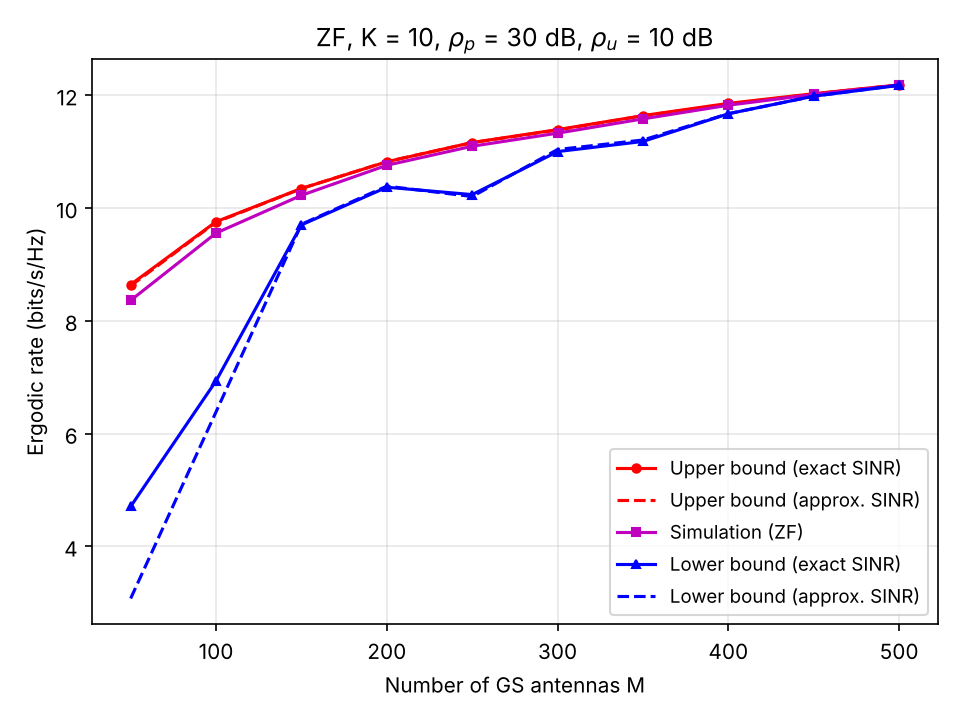 ZF, K = 10, ρₚ = 30 dB, ρᵤ = 10 dB
Ergodic rate (bits/s/Hz)
12
10
8
6
4
Upper bound (exact SINR)
Upper bound (approx. SINR)
Simulation (ZF)
Lower bound (exact SINR)
Lower bound (approx. SINR)
100 200 300 400 500
Number of GS antennas M